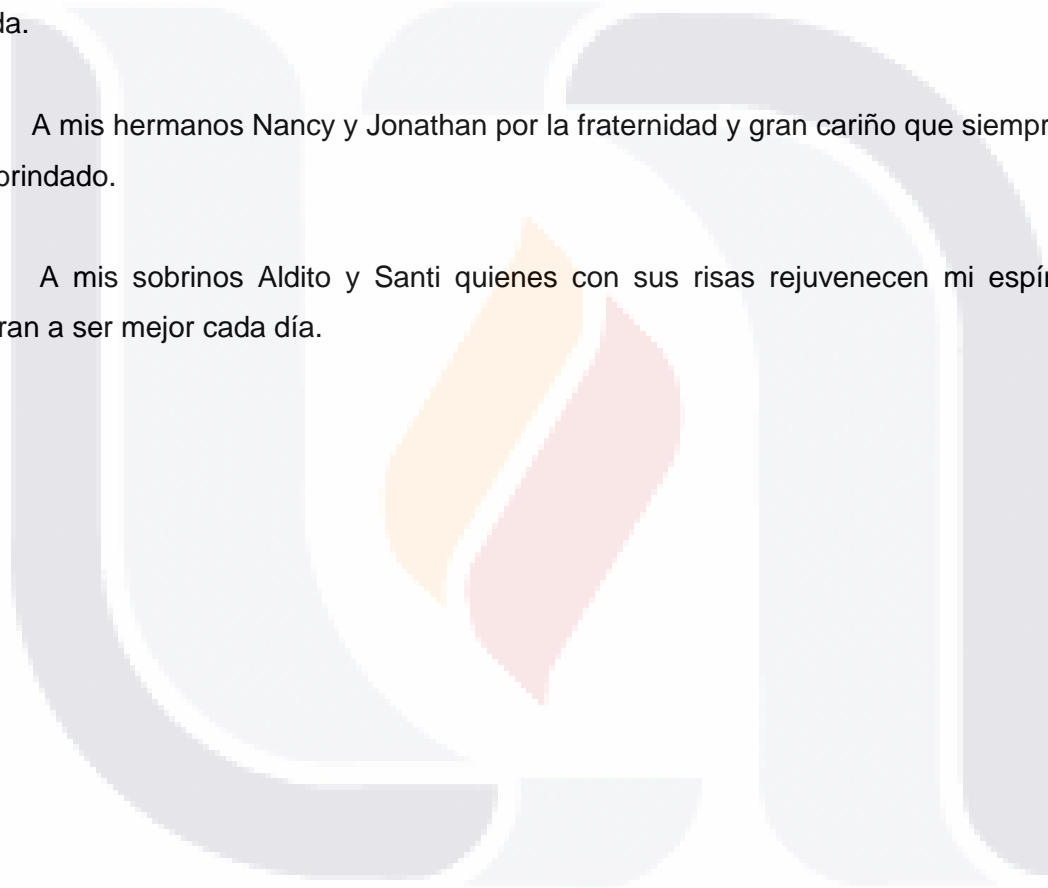 da.
A mis hermanos Nancy y Jonathan por la fraternidad y gran cariño que siempr
brindado.
A mis sobrinos Aldito y Santi quienes con sus risas rejuvenecen mi espír
ran a ser mejor cada día.